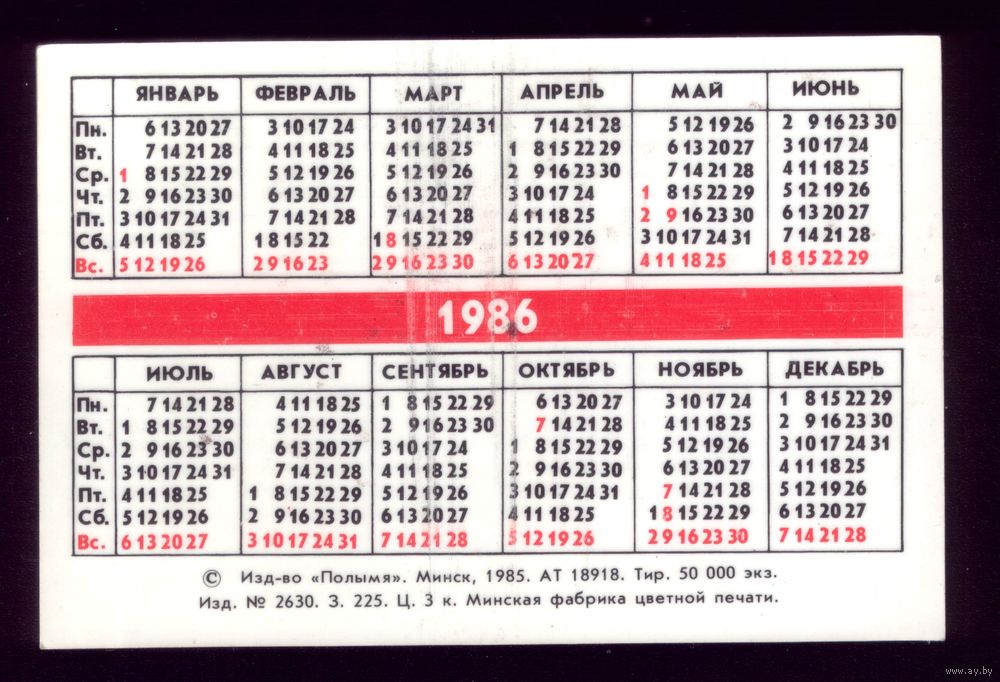 ЯНВАРЬ ФЕВРАЛЬ МАРТ АПРЕЛЬ МАЙ ИЮНЬ
Пн. 6 13 20 27 3 10 17 24 3 10 17 24 31 7 14 21 28 5 12 19 26 2 9 16 23 30
Вт. 7 14 21 28 4 11 18 25 4 11 18 25 1 8 15 22 29 6 13 20 27 3 10 17 24
Ср. 1 8 15 22 29 5 12 19 26 5 12 19 26 2 9 16 23 30 7 14 21 28 4 11 18 25
Чт. 2 9 16 23 30 6 13 20 27 6 13 20 27 3 10 17 24 1 8 15 22 29 5 12 19 26
Пт. 3 10 17 24 31 7 14 21 28 7 14 21 28 4 11 18 25 2 9 16 23 30 6 13 20 27
Сб. 4 11 18 25 1 8 15 22 1 8 15 22 29 5 12 19 26 3 10 17 24 31 7 14 21 28
Вс. 5 12 19 26 2 9 16 23 2 9 16 23 30 6 13 20 27 4 11 18 25 1 8 15 22 29
1986
ИЮЛЬ АВГУСТ СЕНТЯБРЬ ОКТЯБРЬ НОЯБРЬ ДЕКАБРЬ
Пн. 7 14 21 28 4 11 18 25 1 8 15 22 29 6 13 20 27 3 10 17 24 1 8 15 22 29
Вт. 1 8 15 22 29 5 12 19 26 2 9 16 23 30 7 14 21 28 4 11 18 25 2 9 16 23 30
Ср. 2 9 16 23 30 6 13 20 27 3 10 17 24 1 8 15 22 29 5 12 19 26 3 10 17 24 31
Чт. 3 10 17 24 31 7 14 21 28 4 11 18 25 2 9 16 23 30 6 13 20 27 4 11 18 25
Пт. 4 11 18 25 1 8 15 22 29 5 12 19 26 3 10 17 24 31 7 14 21 28 5 12 19 26
Сб. 5 12 19 26 2 9 16 23 30 6 13 20 27 4 11 18 25 1 8 15 22 29 6 13 20 27
Вс. 6 13 20 27 3 10 17 24 31 7 14 21 28 5 12 19 26 2 9 16 23 30 7 14 21 28
© Изд-во «Полымя». Минск, 1985. АТ 18918. Тир. 50 000 экз.
Изд. № 2630. З. 225. Ц. 3 к. Минская фабрика цветной печати.
www.ay.by